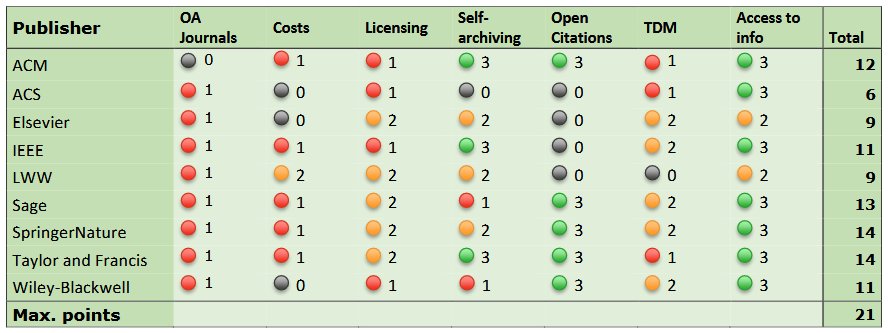 Publisher OA Journals Costs Licensing Self-archiving Open Citations TDM Access to info Total
ACM 0 1 1 3 3 1 3 12
ACS 1 0 1 0 0 1 3 6
Elsevier 1 0 2 2 0 2 2 9
IEEE 1 1 1 3 0 2 3 11
LWW 1 2 2 2 0 0 2 9
Sage 1 1 2 1 3 2 3 13
SpringerNature 1 1 2 2 3 2 3 14
Taylor and Francis 1 1 2 3 3 1 3 14
Wiley-Blackwell 1 0 1 1 3 2 3 11
Max. points 21